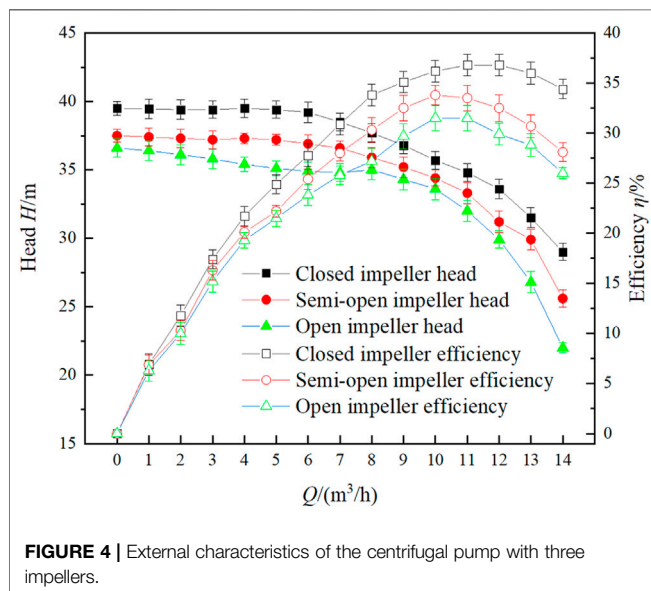 45
40
35
30
25
20
15
Head H/m
40
35
30
25
20
15
10
5
0
Efficiency η/%
Closed impeller head
Semi-open impeller head
Open impeller head
Closed impeller efficiency
Semi-open impeller efficiency
Open impeller efficiency
0 1 2 3 4 5 6 7 8 9 10 11 12 13 14
Q/(m³/h)
FIGURE 4 | External characteristics of the centrifugal pump with three
impellers.